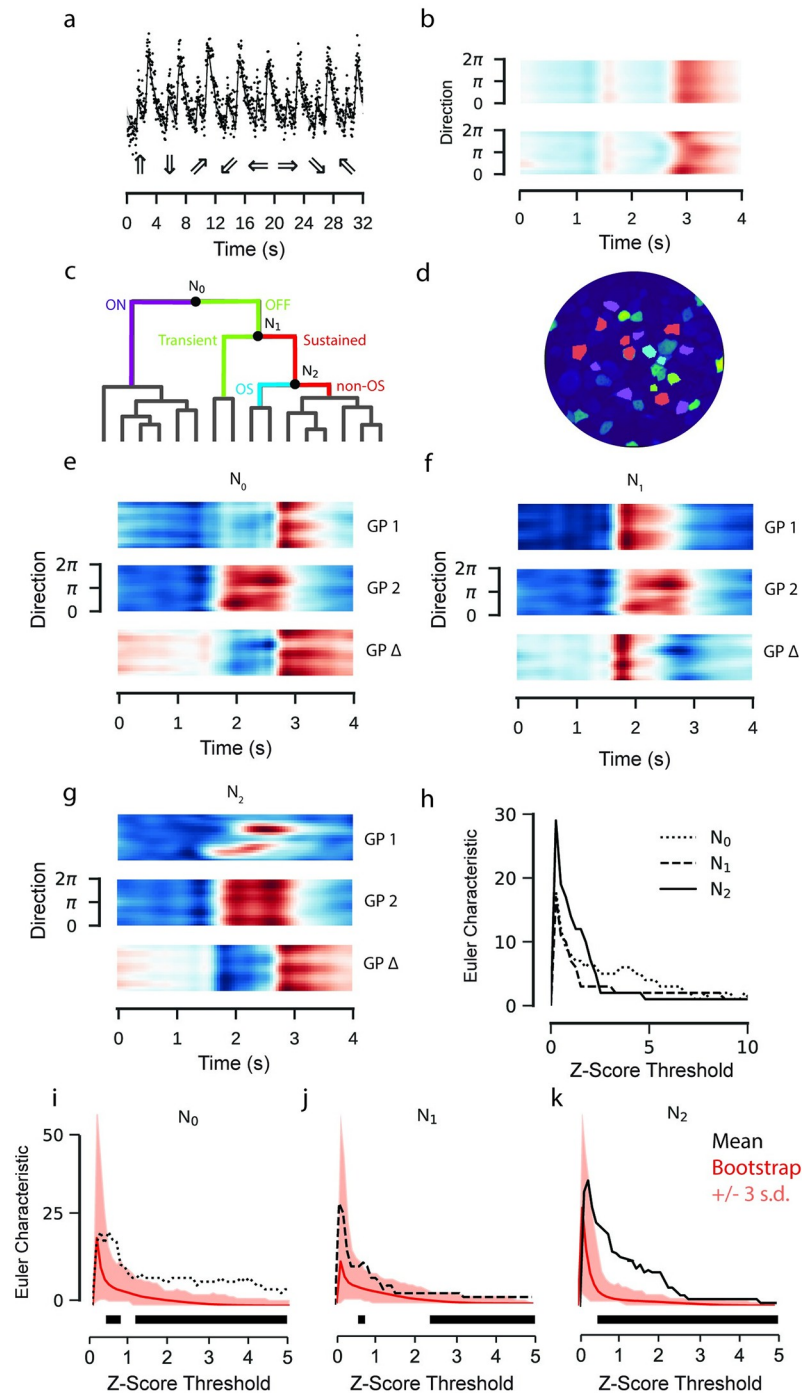 a
⇑ ⇓ ⇗ ⇙ ⇐ ⇒ ⇘ ⇖
0 4 8 12 16 20 24 28 32
Time (s)
b
Direction
2π
π
0
2π
π
0
0 1 2 3 4
Time (s)
c
N0
ON
OFF
N1
Transient
Sustained
N2
OS
non-OS
d
e
N0
GP 1
Direction
2π
π
0
GP 2
GP Δ
0 1 2 3 4
Time (s)
f
N1
GP 1
Direction
2π
π
0
GP 2
GP Δ
0 1 2 3 4
Time (s)
g
N2
GP 1
Direction
2π
π
0
GP 2
GP Δ
0 1 2 3 4
Time (s)
h
Euler Characteristic
30
20
10
0
N0
N1
N2
0 5 10
Z-Score Threshold
i
N0
Euler Characteristic
50
25
0
0 1 2 3 4 5
Z-Score Threshold
j
N1
0 1 2 3 4 5
Z-Score Threshold
k
N2
Mean
Bootstrap
+/- 3 s.d.
0 1 2 3 4 5
Z-Score Threshold